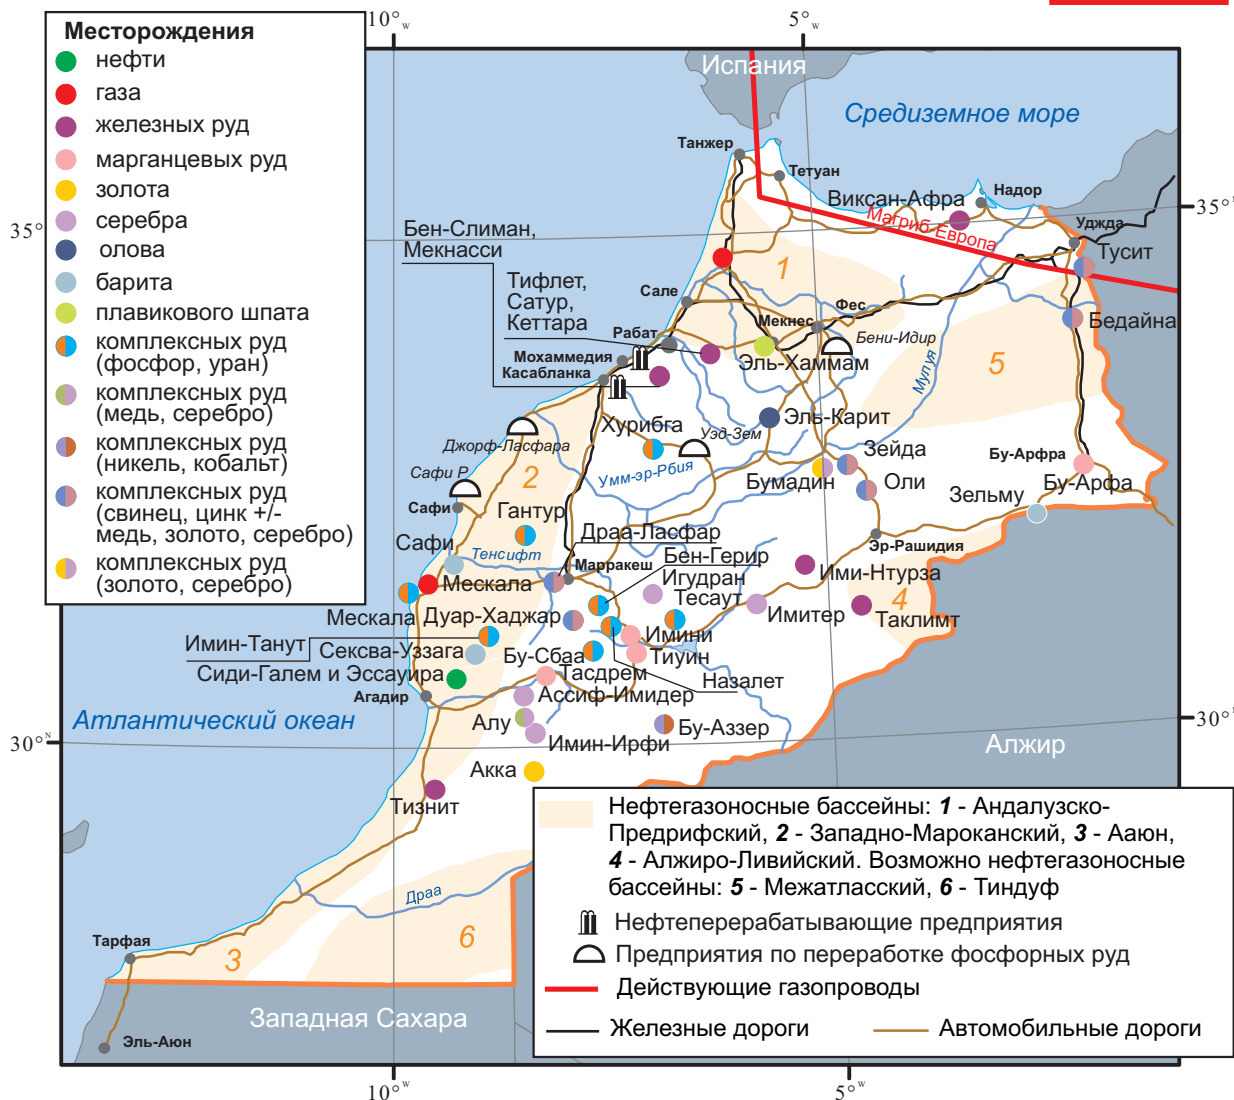 10°w
5°w
Месторождения
нефти
газа
железных руд
марганцевых руд
золота
серебра
олова
барита
плавикового шпата
комплексных руд
(фосфор, уран)
комплексных руд
(медь, серебро)
комплексных руд
(никель, кобальт)
комплексных руд
(свинец, цинк +/-
медь, золото, серебро)
комплексных руд
(золото, серебро)
Испания
Средиземное море
Танжер
Тетуан
Виксан-Афра
Надор
35°
35°
Магриб-Европа
Уджда
Тусит
Бен-Слиман,
Мекнасси
Тифлет,
Сатур,
Кеттара
1
Сале
Фес
Мекнес
Рабат
Бени-Идир
Бедайна
Мохаммедия
Касабланка
Эль-Хаммам
Мулуя
5
Хурибга
Уэд-Зем
Эль-Карит
Джорф-Ласфара
Сафи Р
2
Умм-эр-Рбия
Бумадин
Зейда
Оли
Бу-Арфра
Бу-Арфа
Зельму
Сафи
Гантур
Сафи
Тенсифт
Драа-Ласфар
Эр-Рашидия
Марракеш
Бен-Герир
Мескала
Игудран
Ими-Нтурза
Тесаут
Мескала
Дуар-Хаджар
Имитер
4
Таклимт
Имин-Танут
Имини
Сексва-Уззага
Бу-Сбаа
Тиуин
Сиди-Галем и Эссауира
Тасдрем
Назалет
Агадир
Ассиф-Имидер
Атлантический океан
Алу
Бу-Аззер
30°N
30°
Имин-Ирфи
Алжир
Акка
Тизнит
Драа
6
Тарфая
3
Западная Сахара
Эль-Аюн
Нефтегазоносные бассейны: 1 - Андалузско-
Предрифский, 2 - Западно-Мароканский, 3 - Ааюн,
4 - Алжиро-Ливийский. Возможно нефтегазоносные
бассейны: 5 - Межатласский, 6 - Тиндуф
Нефтеперерабатывающие предприятия
Предприятия по переработке фосфорных руд
Действующие газопроводы
Железные дороги
Автомобильные дороги
10°w
5°w